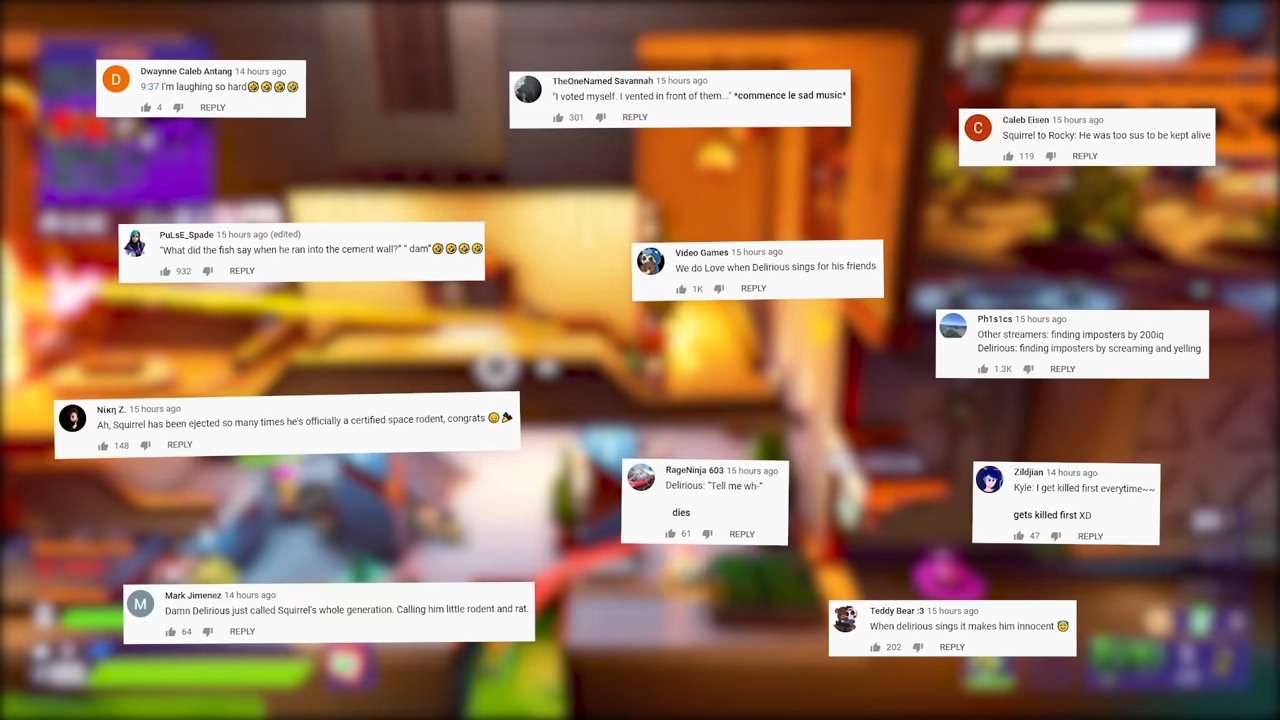 D
Dwaynne Caleb Antang 14 hours ago
9:37 I'm laughing so hard🤣🤣🤣🤣
4 REPLY
TheOneNamed Savannah 15 hours ago
"I voted myself. I vented in front of them..." *commence le sad music*
301 REPLY
C
Caleb Eisen 15 hours ago
Squirrel to Rocky: He was too sus to be kept alive
119 REPLY
PuLsE_Spade 15 hours ago (edited)
"What did the fish say when he ran into the cement wall?" " dam"🤣🤣🤣🤣
932 REPLY
Video Games 15 hours ago
We do Love when Delirious sings for his friends
1K REPLY
Ph1s1cs 15 hours ago
Other streamers: finding imposters by 200iq
Delirious: finding imposters by screaming and yelling
1.3K REPLY
Nικη Z. 15 hours ago
Ah, Squirrel has been ejected so many times he's officially a certified space rodent, congrats 😊🎉
148 REPLY
RageNinja 603 15 hours ago
Delirious: "Tell me wh-"
dies
61 REPLY
Zildjian 14 hours ago
Kyle: I get killed first everytime~~
gets killed first XD
47 REPLY
M
Mark Jimenez 14 hours ago
Damn Delirious just called Squirrel's whole generation. Calling him little rodent and rat.
64 REPLY
Teddy Bear :3 15 hours ago
When delirious sings it makes him innocent 😇
202 REPLY